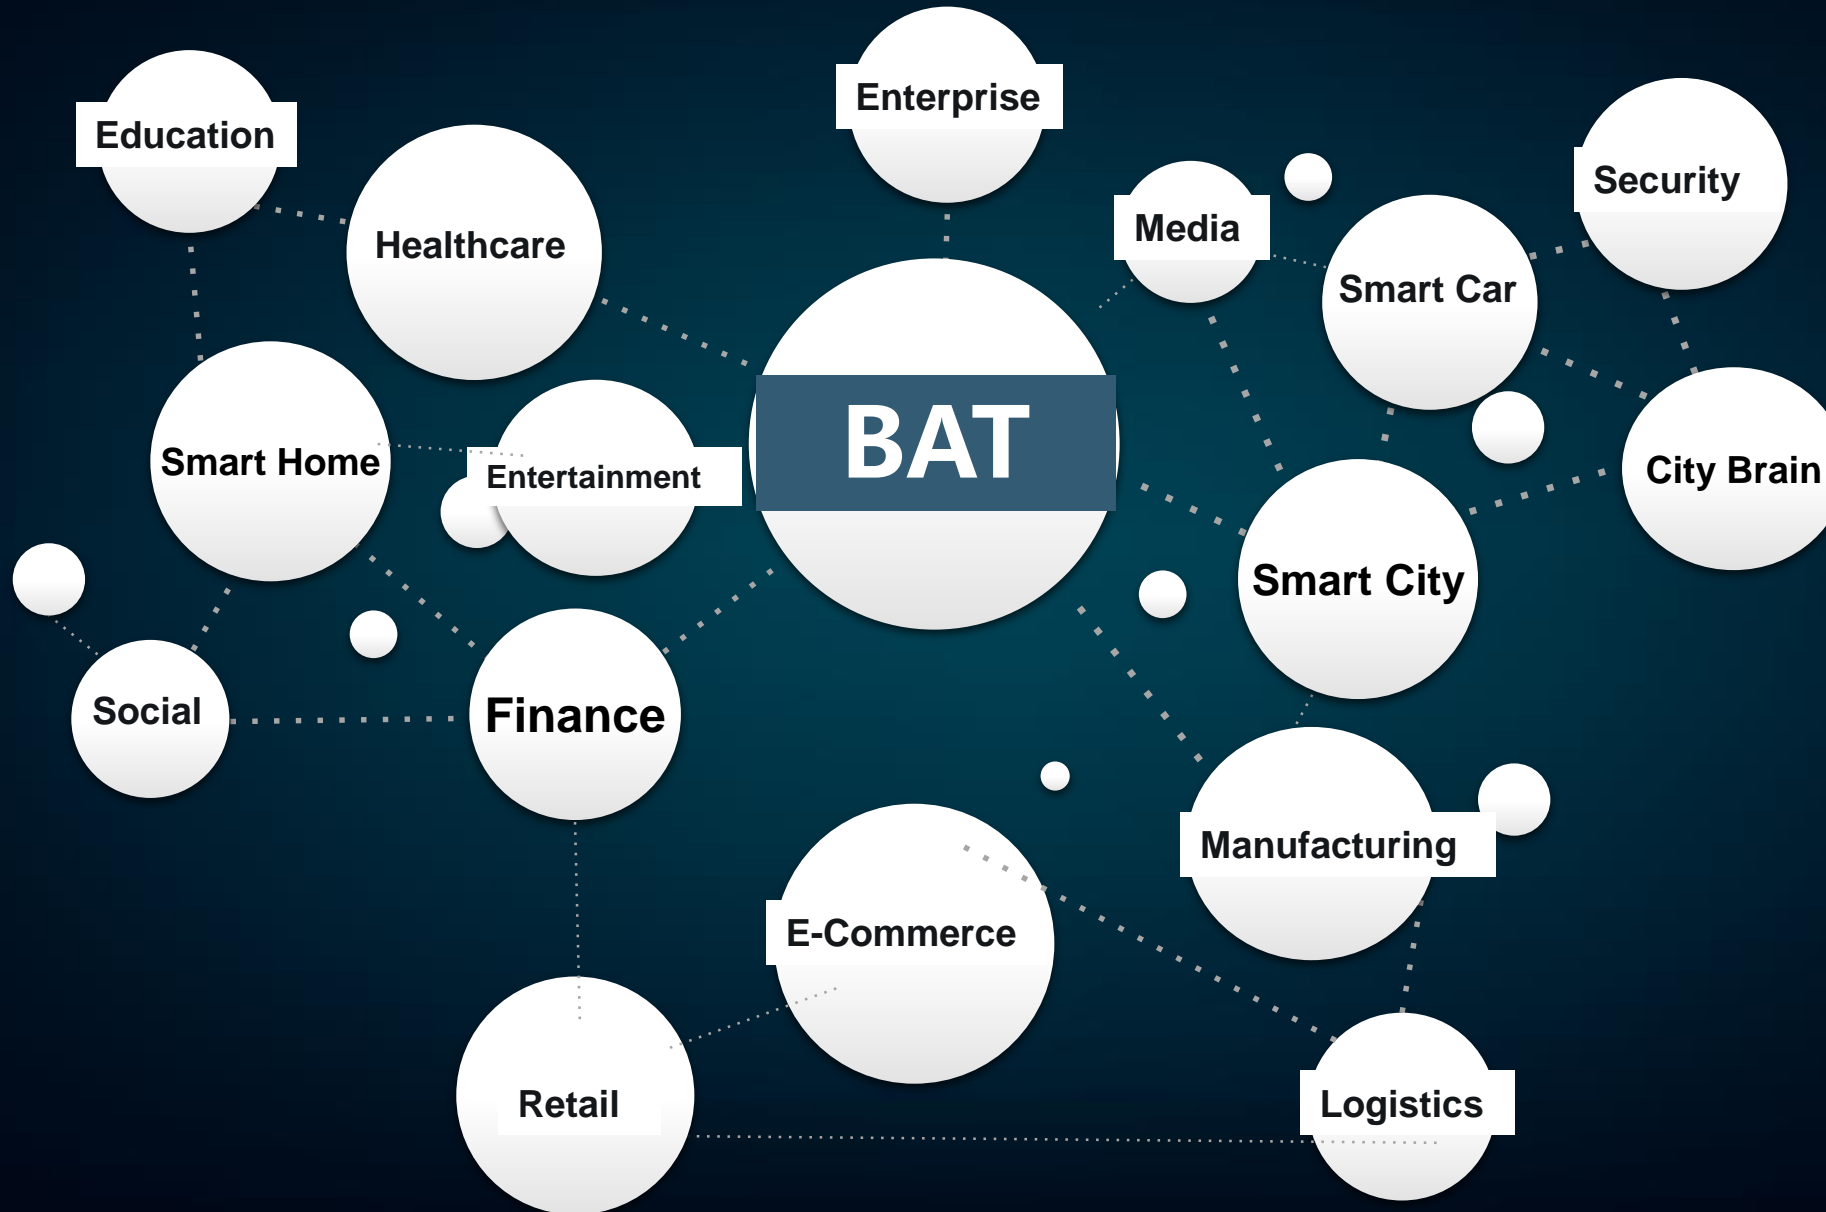 Enterprise
Education
Security
Media
Healthcare
Smart Car
BAT
Smart Home
Entertainment
City Brain
Smart City
Social
Finance
Manufacturing
E-Commerce
Retail
Logistics